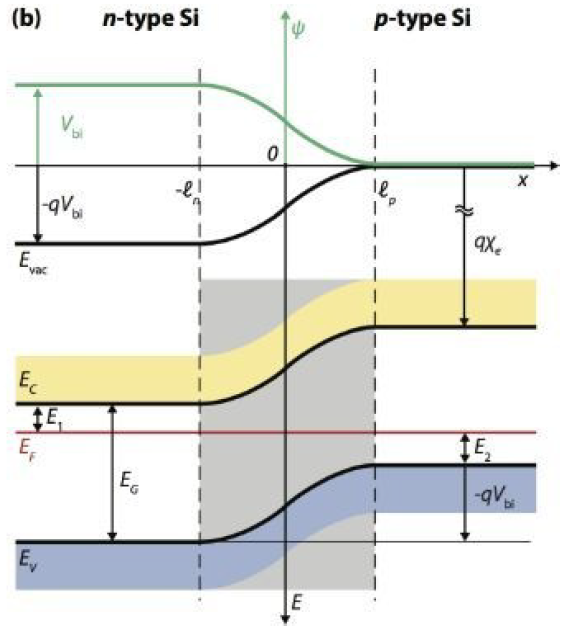 (b) n-type Si ψ p-type Si
V_bi
0
-ℓ_n ℓ_p x
-qV_bi
qχ_e
E_vac
E_C
E_1
E_F E_2
E_G
-qV_bi
E_V
E